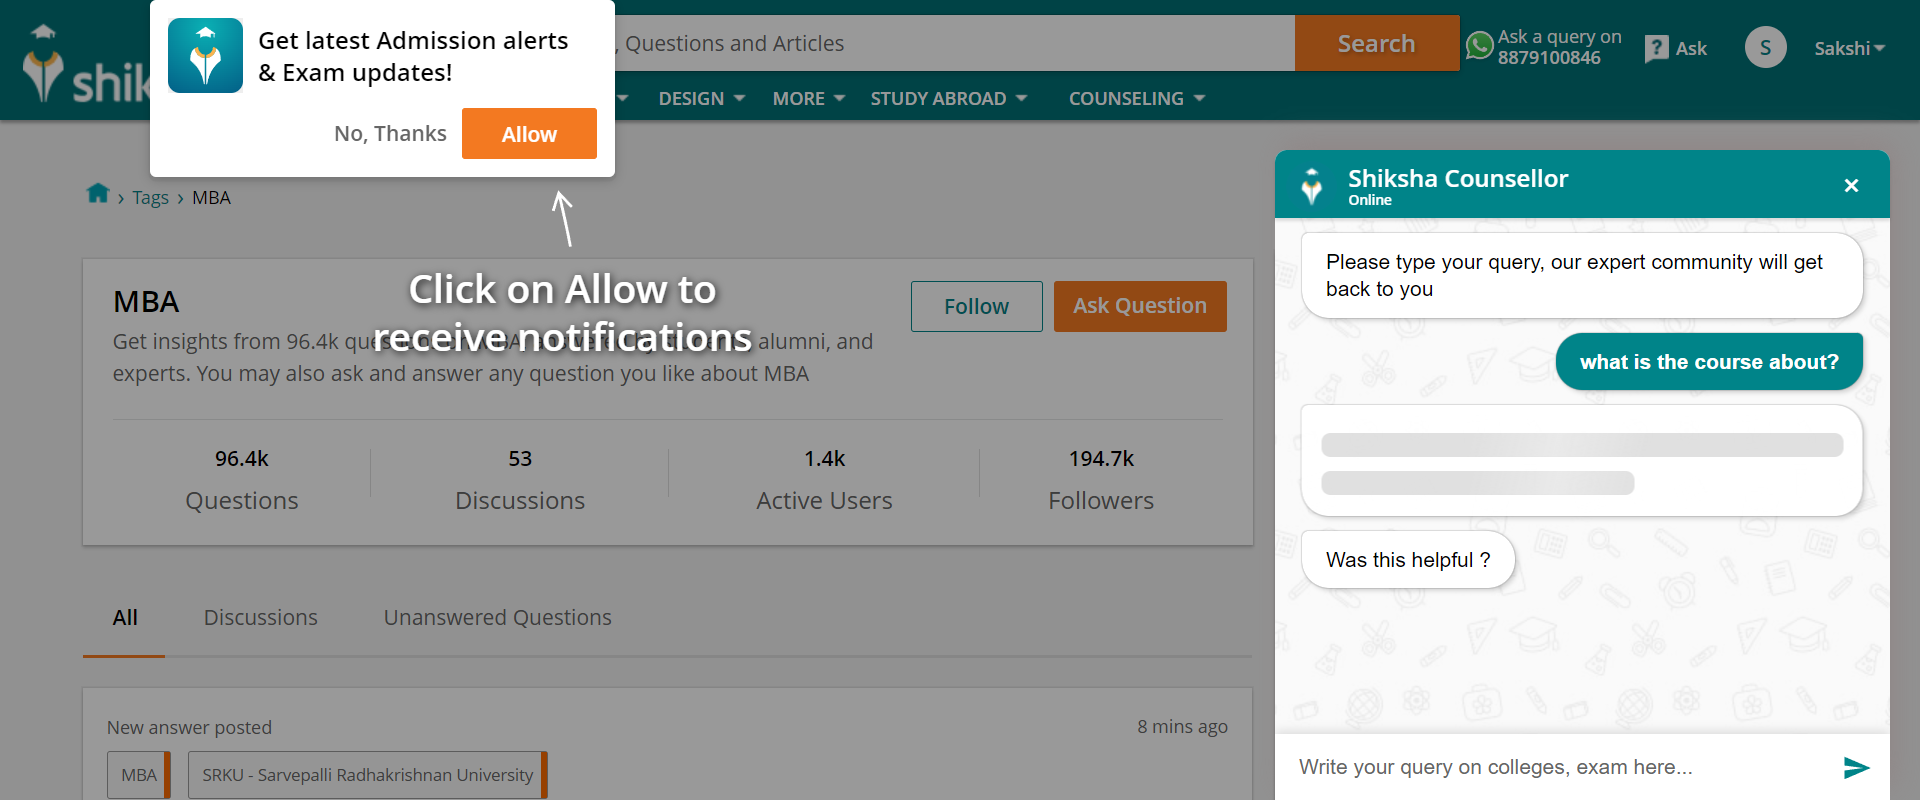 Get latest Admission alerts
& Exam updates!
No, Thanks
Allow
shik
, Questions and Articles
Search
Ask a query on
8879100846
?
Ask
S
Sakshi
DESIGN
MORE
STUDY ABROAD
COUNSELING
› Tags › MBA
Click on Allow to
receive notifications
MBA
Get insights from 96.4k alumni, and
experts. You may also ask and answer any question you like about MBA
Follow
Ask Question
96.4k
Questions
53
Discussions
1.4k
Active Users
194.7k
Followers
All
Discussions
Unanswered Questions
New answer posted
8 mins ago
MBA
SRKU - Sarvepalli Radhakrishnan University
Shiksha Counsellor
Online
×
Please type your query, our expert community will get
back to you
what is the course about?
Was this helpful ?
Write your query on colleges, exam here...